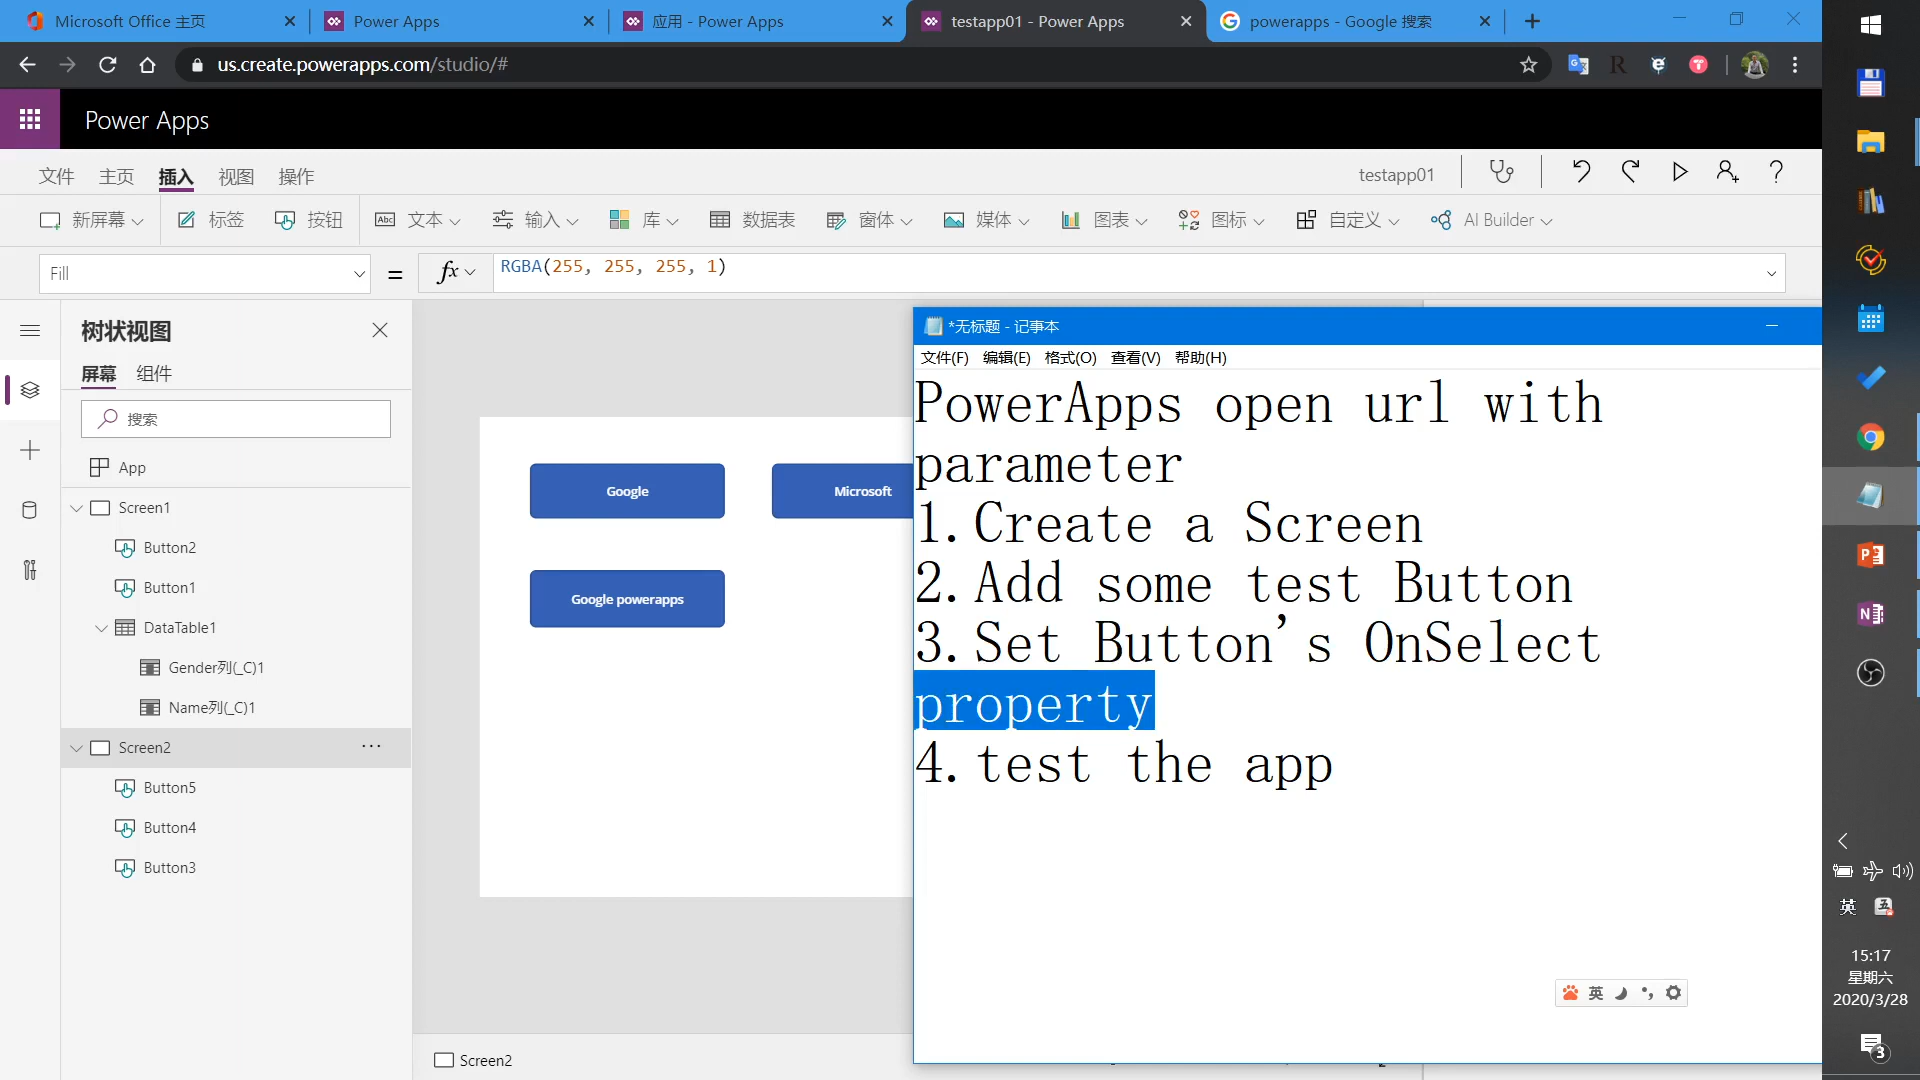 Microsoft Office 主页
Power Apps
应用 - Power Apps
testapp01 - Power Apps
powerapps - Google 搜索
us.create.powerapps.com/studio/#
Power Apps
文件 主页 插入 视图 操作
testapp01
新屏幕 标签 按钮 文本 输入 库 数据表 窗体 媒体 图表 图标 自定义 AI Builder
Fill
=
fx
RGBA(255, 255, 255, 1)
树状视图
屏幕 组件
搜索
App
Screen1
Button2
Button1
DataTable1
Gender列(_C)1
Name列(_C)1
Screen2
Button5
Button4
Button3
Google
Microsoft
Google powerapps
Screen2
*无标题 - 记事本
文件(F) 编辑(E) 格式(O) 查看(V) 帮助(H)
PowerApps open url with
parameter
1.Create a Screen
2.Add some test Button
3.Set Button's OnSelect
property
4.test the app
英
英
15:17
星期六
2020/3/28
3